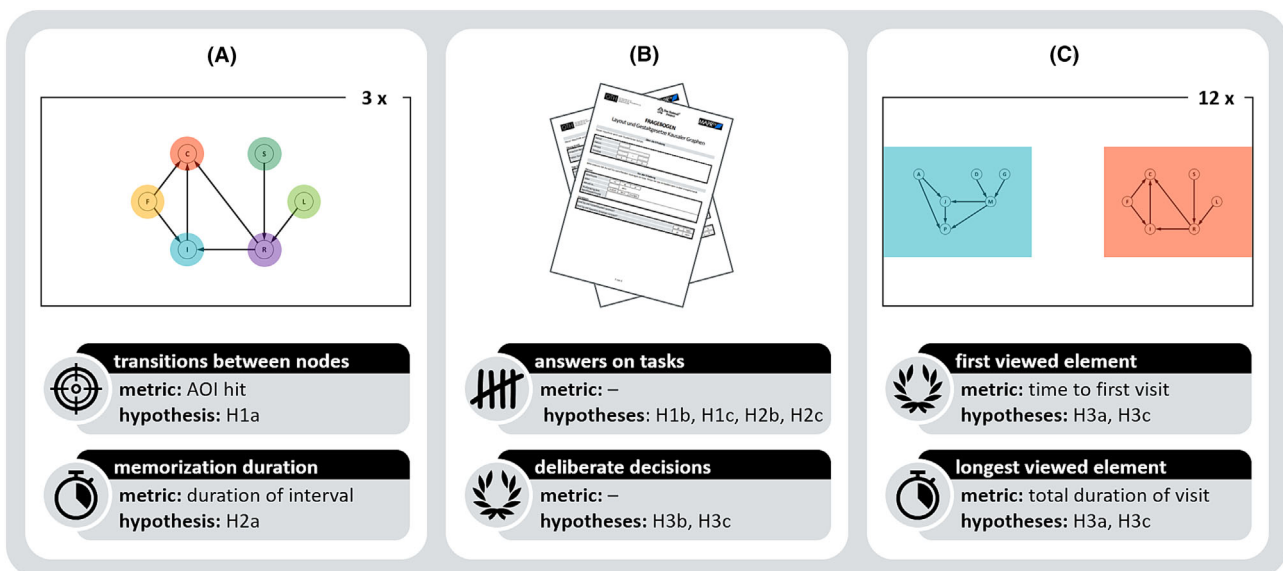 (A)
3 x
C
S
F
L
I
R
transitions between nodes
metric: AOI hit
hypothesis: H1a
memorization duration
metric: duration of interval
hypothesis: H2a
(B)
FRAGEBOGEN
Layout und Gestaltgesetze Kausaler Graphen
answers on tasks
metric: –
hypotheses: H1b, H1c, H2b, H2c
deliberate decisions
metric: –
hypotheses: H3b, H3c
(C)
12 x
A
D
G
J
M
P
C
S
F
L
I
R
first viewed element
metric: time to first visit
hypotheses: H3a, H3c
longest viewed element
metric: total duration of visit
hypotheses: H3a, H3c